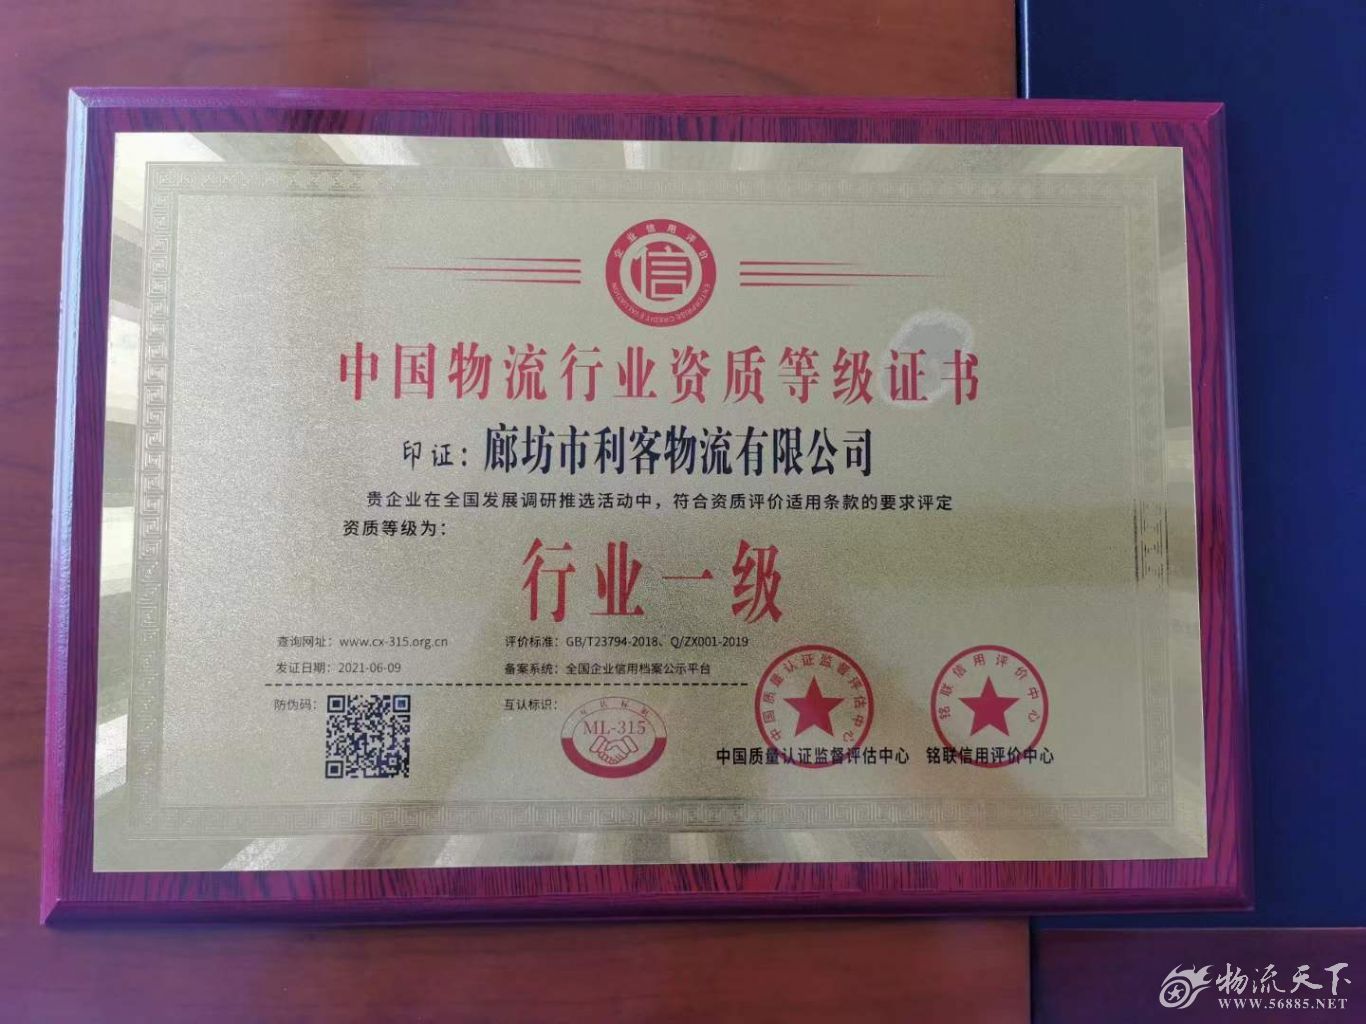 企业信用评价
信
ENTERPRISE CREDIT EVALUATION
中国物流行业资质等级证书
印证：廊坊市利客物流有限公司
贵企业在全国发展调研推选活动中，符合资质评价适用条款的要求评定
资质等级为：
行业一级
查询网址：www.cx-315.org.cn
评价标准：GB/T23794-2018、Q/ZX001-2019
发证日期：2021-06-09
备案系统：全国企业信用档案公示平台
防伪码：
互认标识：
ML-315
中国质量认证监督评估中心
铭联信用评价中心
中国质量认证监督评估中心
铭联信用评价中心
物流天下
WWW.56885.NET